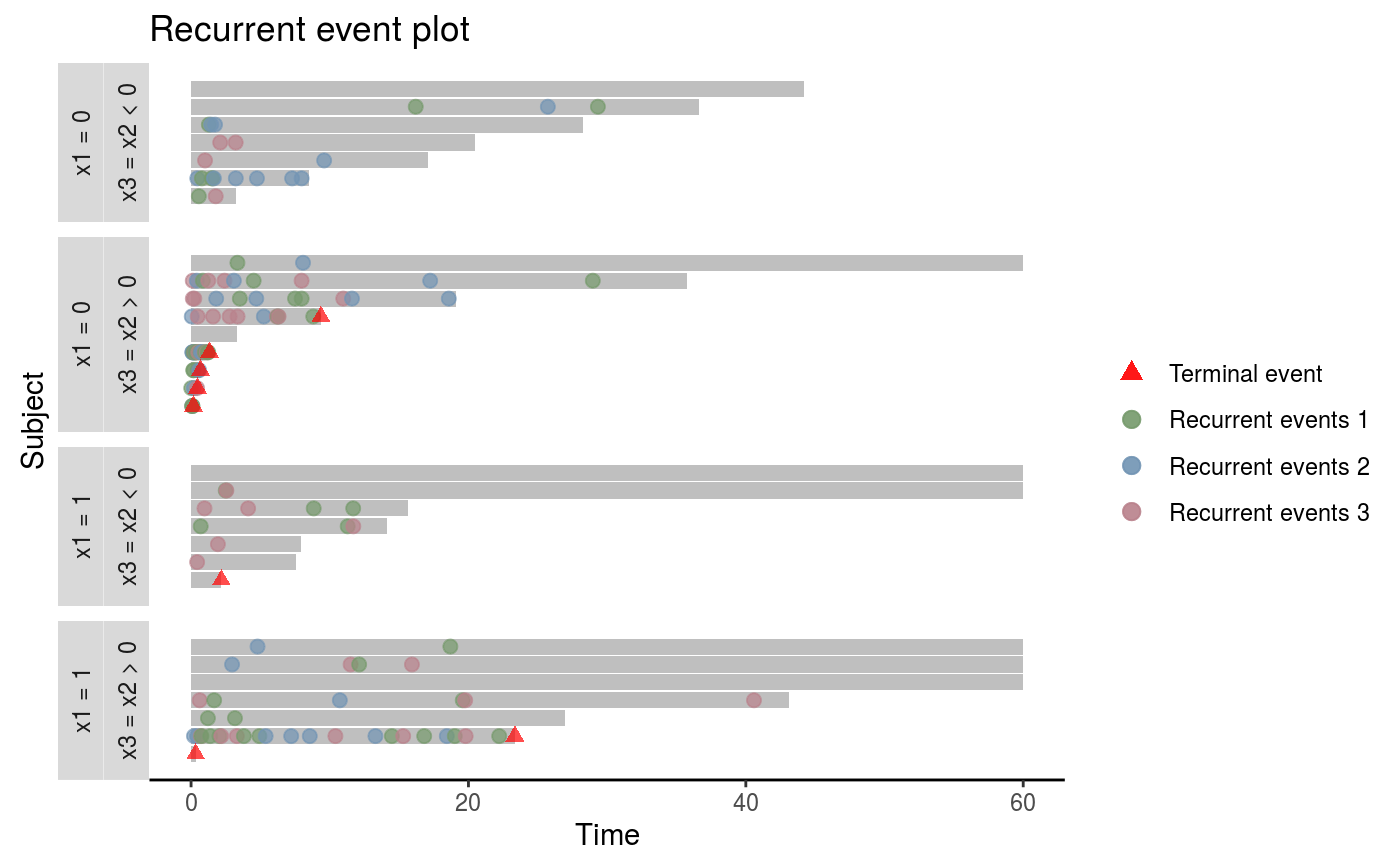 Recurrent event plot
Subject
x1 = 0
x3 = x2 < 0
x1 = 0
x3 = x2 > 0
x1 = 1
x3 = x2 < 0
x1 = 1
x3 = x2 > 0
0 20 40 60
Time
Terminal event
Recurrent events 1
Recurrent events 2
Recurrent events 3